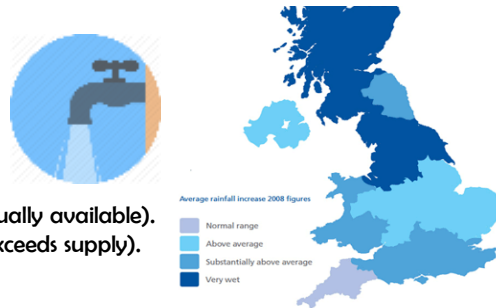 ually available).
xceeds supply).
Average rainfall increase 2008 figures
Normal range
Above average
Substantially above average
Very wet